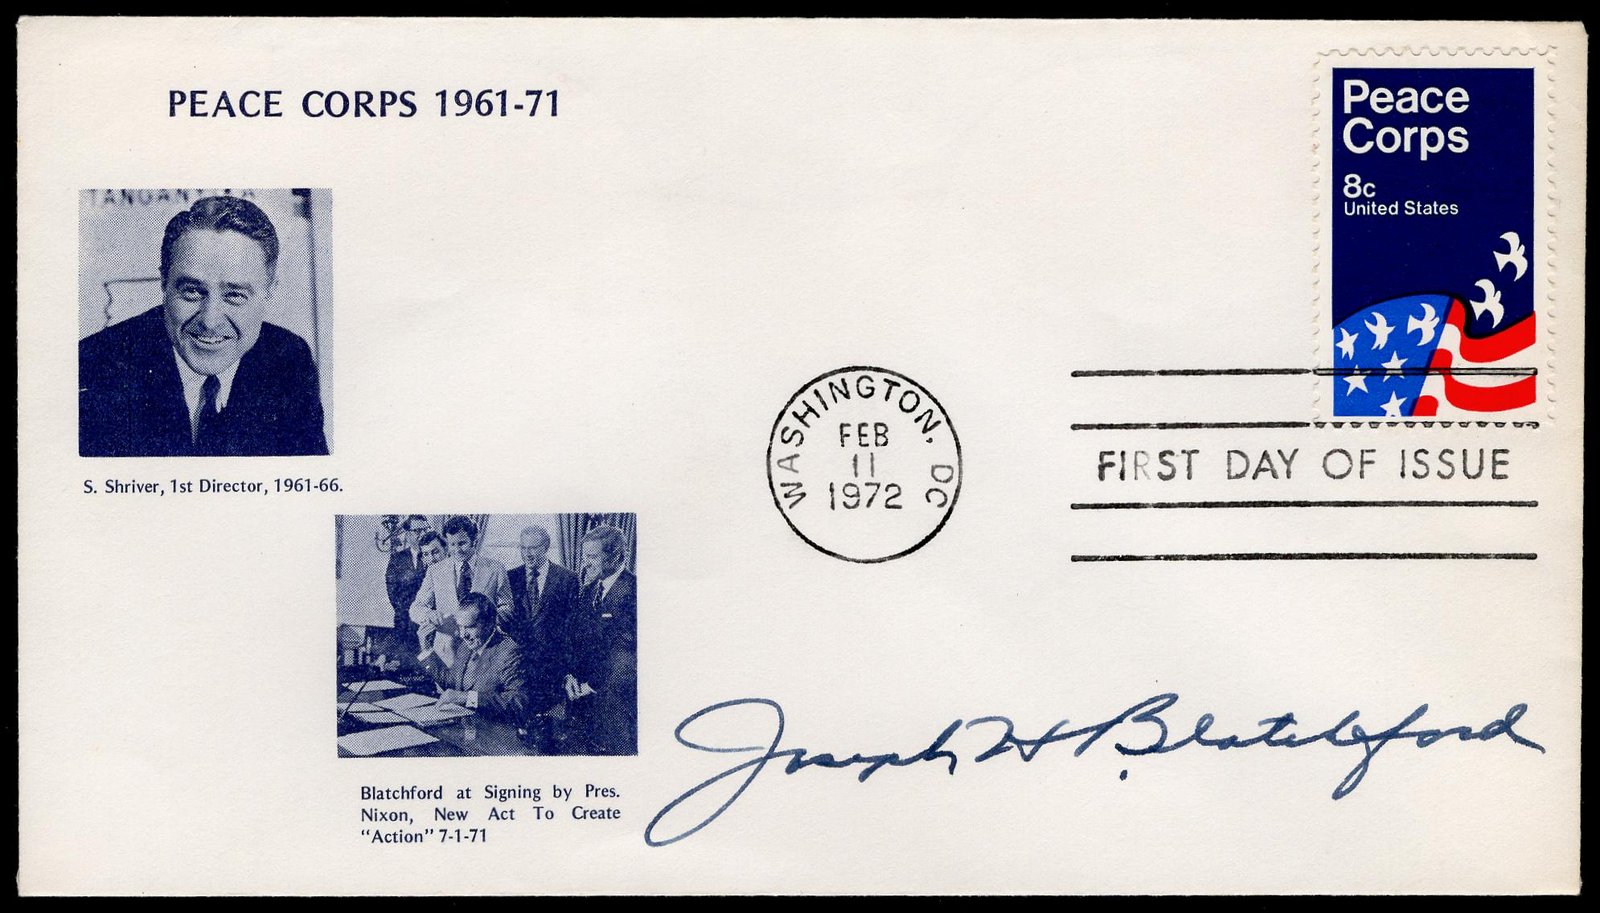 PEACE CORPS 1961-71
TANGANYIKA
S. Shriver, 1st Director, 1961-66.
Blatchford at Signing by Pres.
Nixon, New Act To Create
"Action" 7-1-71
Peace
Corps
8c
United States
WASHINGTON, DC
FEB
11
1972
FIRST DAY OF ISSUE
Joseph H. Blatchford